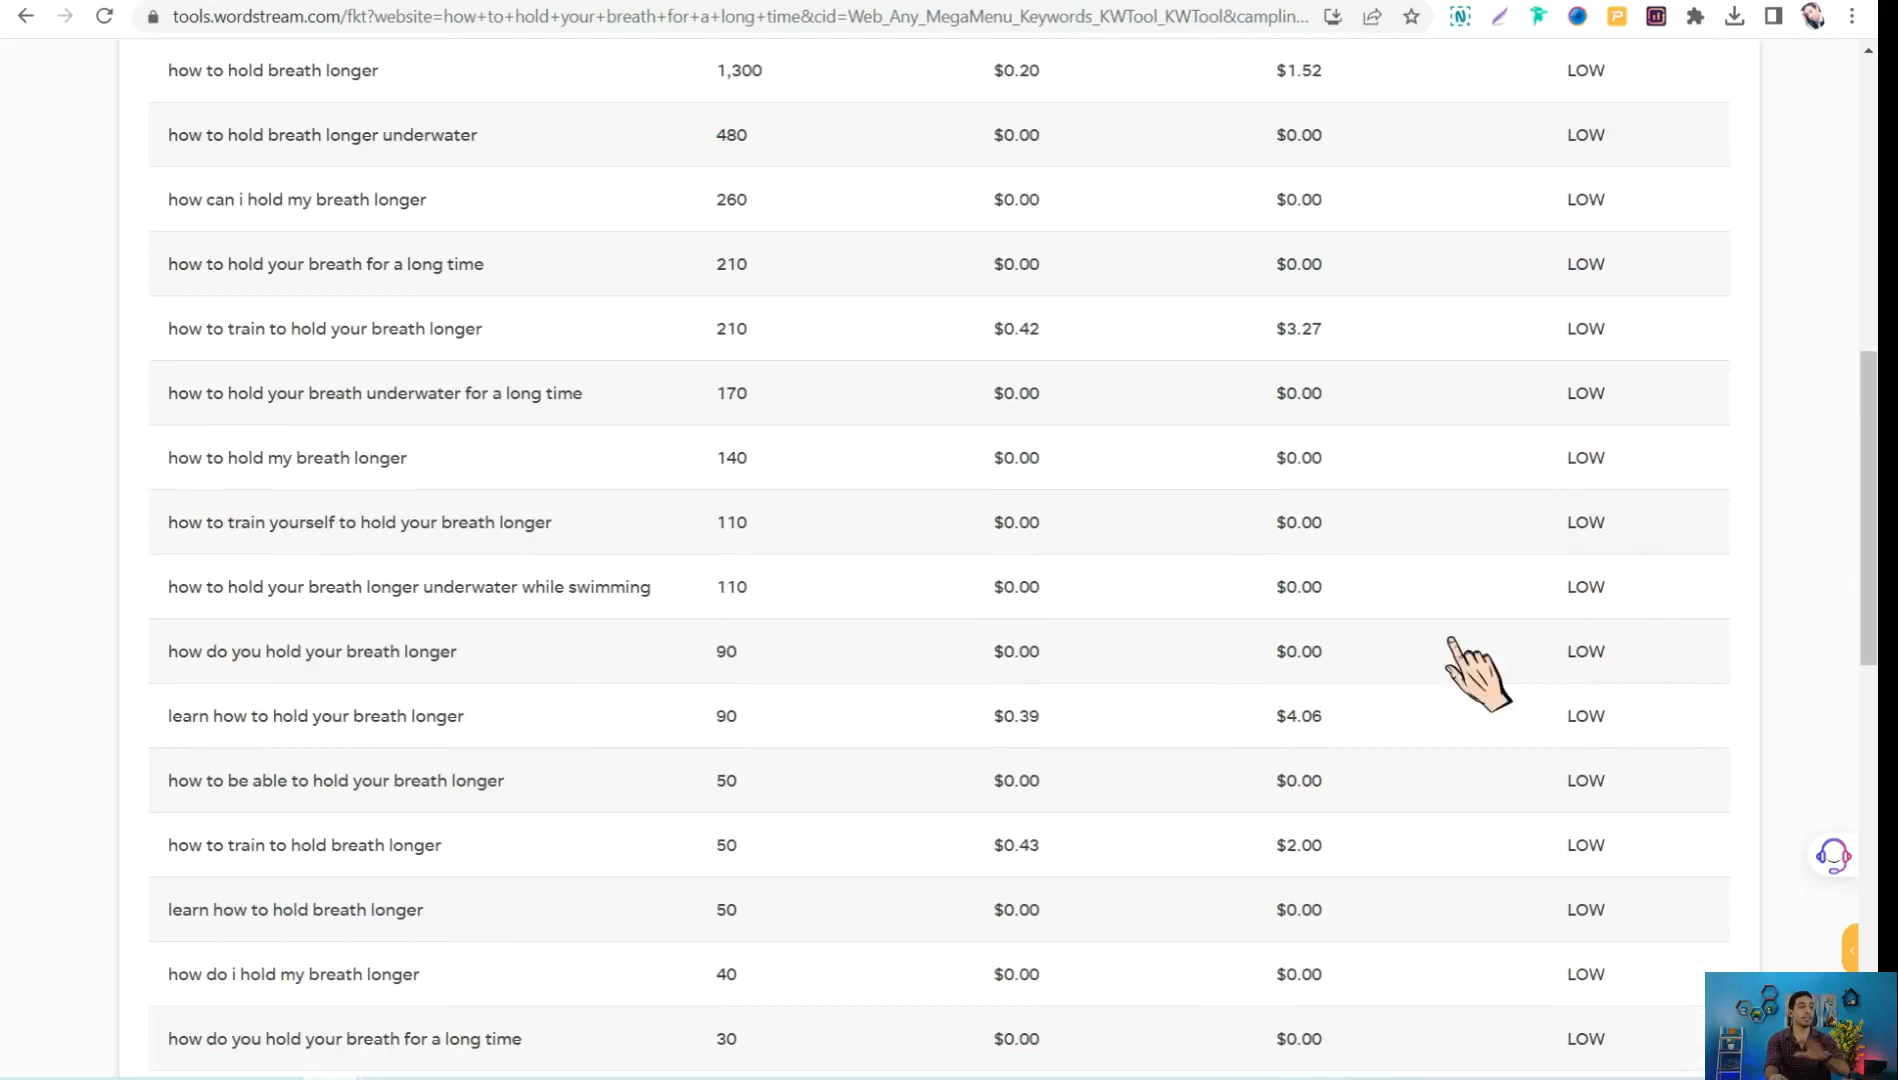 tools.wordstream.com/fkt?website=how+to+hold+your+breath+for+a+long+time&cid=Web_Any_MegaMenu_Keywords_KWTool_KWTool&camplin...
how to hold breath longer 1,300 $0.20 $1.52 LOW
how to hold breath longer underwater 480 $0.00 $0.00 LOW
how can i hold my breath longer 260 $0.00 $0.00 LOW
how to hold your breath for a long time 210 $0.00 $0.00 LOW
how to train to hold your breath longer 210 $0.42 $3.27 LOW
how to hold your breath underwater for a long time 170 $0.00 $0.00 LOW
how to hold my breath longer 140 $0.00 $0.00 LOW
how to train yourself to hold your breath longer 110 $0.00 $0.00 LOW
how to hold your breath longer underwater while swimming 110 $0.00 $0.00 LOW
how do you hold your breath longer 90 $0.00 $0.00 LOW
learn how to hold your breath longer 90 $0.39 $4.06 LOW
how to be able to hold your breath longer 50 $0.00 $0.00 LOW
how to train to hold breath longer 50 $0.43 $2.00 LOW
learn how to hold breath longer 50 $0.00 $0.00 LOW
how do i hold my breath longer 40 $0.00 $0.00 LOW
how do you hold your breath for a long time 30 $0.00 $0.00 LOW